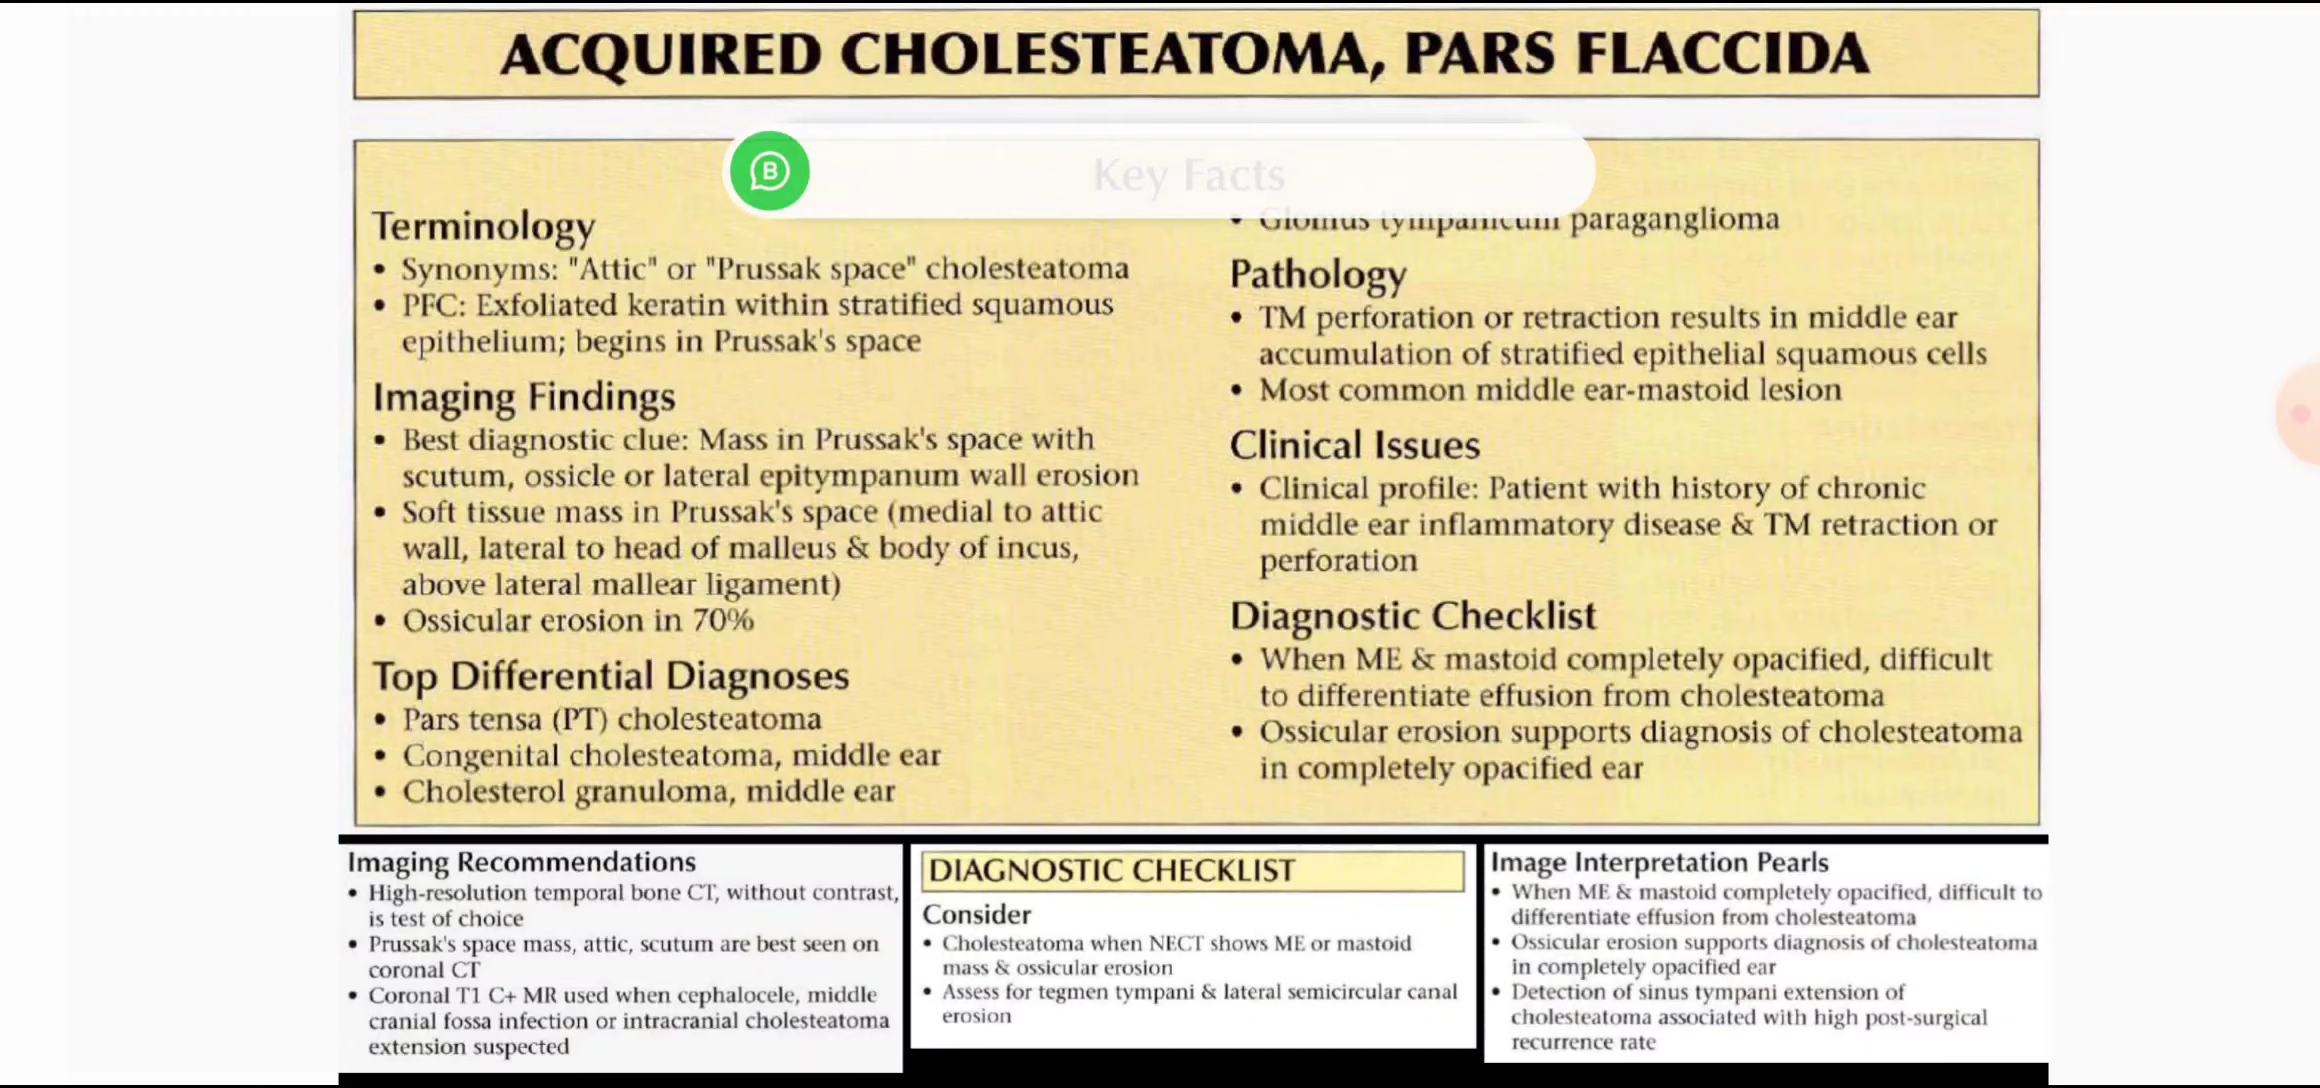 ACQUIRED CHOLESTEATOMA, PARS FLACCIDA
Key Facts
Terminology
• Synonyms: "Attic" or "Prussak space" cholesteatoma
• PFC: Exfoliated keratin within stratified squamous
epithelium; begins in Prussak's space
Imaging Findings
• Best diagnostic clue: Mass in Prussak's space with
scutum, ossicle or lateral epitympanum wall erosion
• Soft tissue mass in Prussak's space (medial to attic
wall, lateral to head of malleus & body of incus,
above lateral mallear ligament)
• Ossicular erosion in 70%
Top Differential Diagnoses
• Pars tensa (PT) cholesteatoma
• Congenital cholesteatoma, middle ear
• Cholesterol granuloma, middle ear
• Glomus tympanicum paraganglioma
Pathology
• TM perforation or retraction results in middle ear
accumulation of stratified epithelial squamous cells
• Most common middle ear-mastoid lesion
Clinical Issues
• Clinical profile: Patient with history of chronic
middle ear inflammatory disease & TM retraction or
perforation
Diagnostic Checklist
• When ME & mastoid completely opacified, difficult
to differentiate effusion from cholesteatoma
• Ossicular erosion supports diagnosis of cholesteatoma
in completely opacified ear
Imaging Recommendations
• High-resolution temporal bone CT, without contrast,
is test of choice
• Prussak's space mass, attic, scutum are best seen on
coronal CT
• Coronal T1 C+ MR used when cephalocele, middle
cranial fossa infection or intracranial cholesteatoma
extension suspected
DIAGNOSTIC CHECKLIST
Consider
• Cholesteatoma when NECT shows ME or mastoid
mass & ossicular erosion
• Assess for tegmen tympani & lateral semicircular canal
erosion
Image Interpretation Pearls
• When ME & mastoid completely opacified, difficult to
differentiate effusion from cholesteatoma
• Ossicular erosion supports diagnosis of cholesteatoma
in completely opacified ear
• Detection of sinus tympani extension of
cholesteatoma associated with high post-surgical
recurrence rate